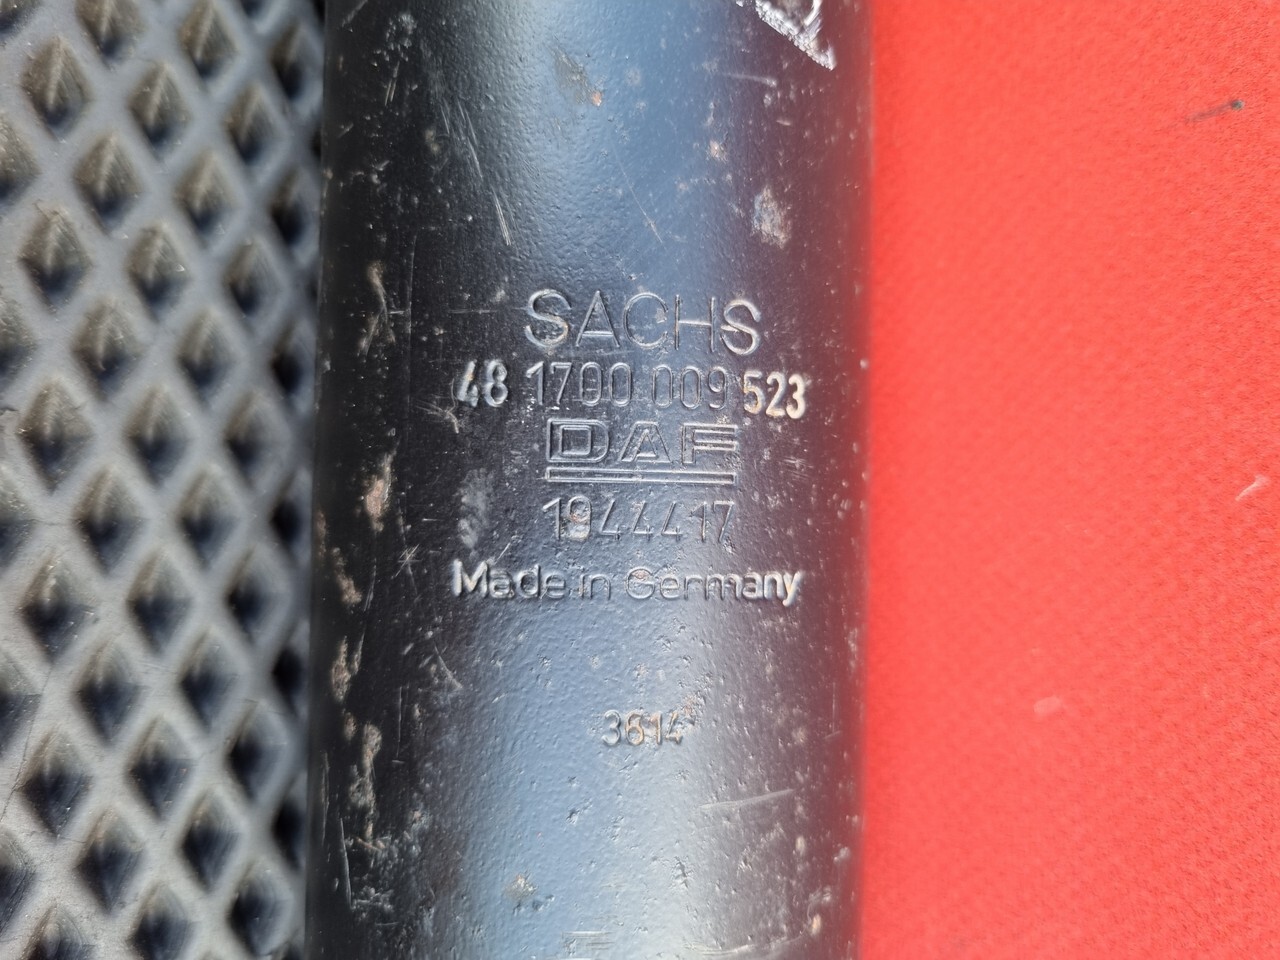 SACHS
48 1700 009 523
DAF
1944417
Made in Germany
3614